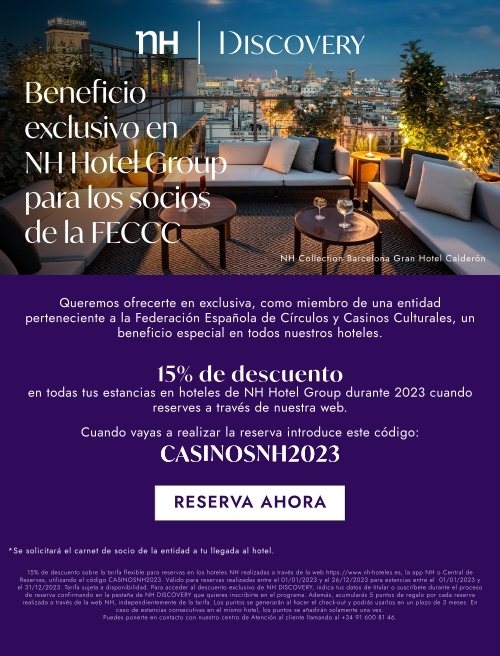 NH | DISCOVERY
Beneficio
exclusivo en
NH Hotel Group
para los socios
de la FECCC
NH Collection Barcelona Gran Hotel Calderón
Queremos ofrecerte en exclusiva, como miembro de una entidad
perteneciente a la Federación Española de Círculos y Casinos Culturales, un
beneficio especial en todos nuestros hoteles.
15% de descuento
en todas tus estancias en hoteles de NH Hotel Group durante 2023 cuando
reserves a través de nuestra web.
Cuando vayas a realizar la reserva introduce este código:
CASINOSNH2023
RESERVA AHORA
*Se solicitará el carnet de socio de la entidad a tu llegada al hotel.
15% de descuento sobre la tarifa flexible para reservas en los hoteles NH realizadas a través de la web https://www.nh-hoteles.es, la app NH o Central de
Reservas, utilizando el código CASINOSNH2023. Válido para reservas realizadas entre el 01/01/2023 y el 26/12/2023 para estancias entre el 01/01/2023 y
el 31/12/2023. Tarifa sujeta a disponibilidad. Para acceder al descuento exclusivo de NH DISCOVERY, indica tus datos de titular o suscríbete durante el proceso
de reserva confirmando en la pestaña de NH DISCOVERY que quieres inscribirte en el programa. Además, acumularás 5 puntos de regalo por cada reserva
realizada a través de la web NH, independientemente de la tarifa. Los puntos se generarán al hacer el check-out y podrás usarlos en un plazo de 3 meses. En
caso de estancias consecutivas en el mismo hotel, los puntos se añadirán solamente una vez.
Puedes ponerte en contacto con nuestro centro de Atención al cliente llamando al +34 91 600 81 46.